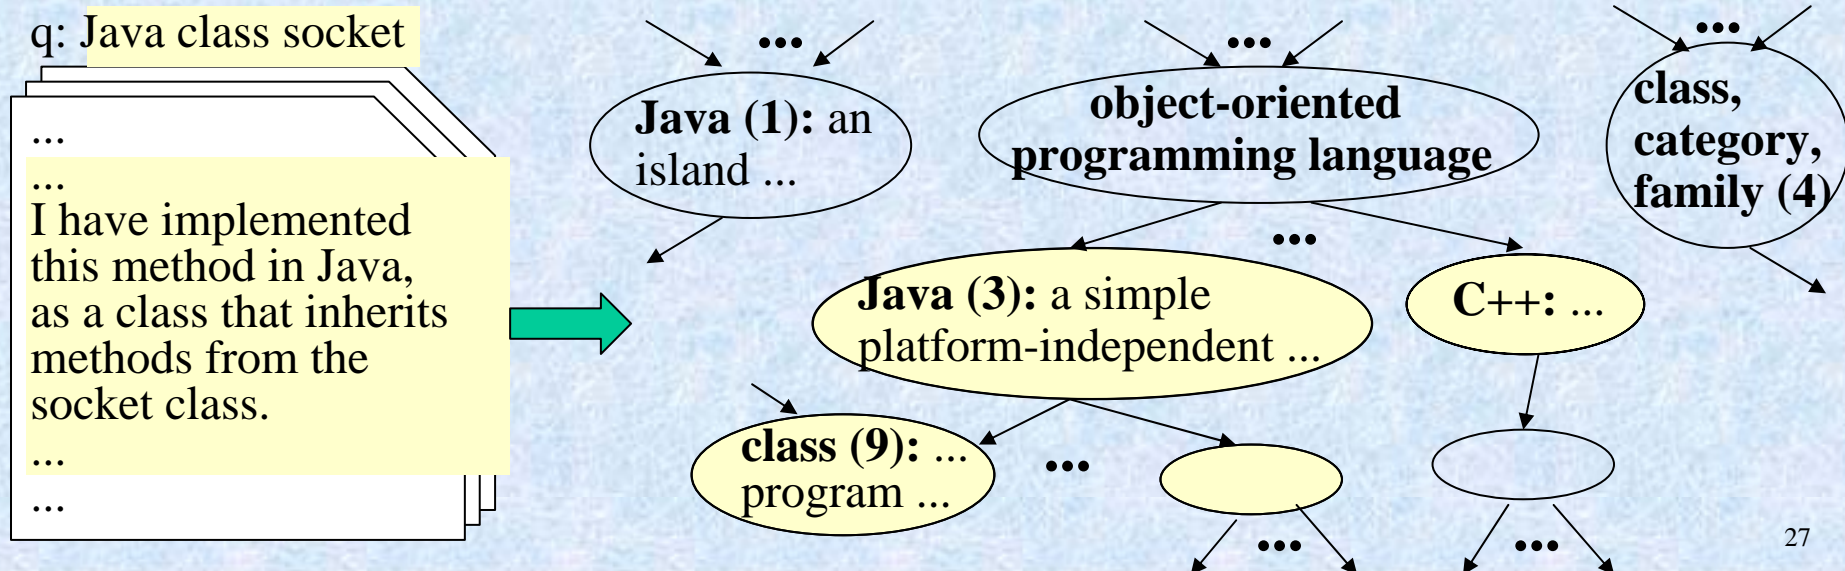 q: Java class socket
...
...
I have implemented
this method in Java,
as a class that inherits
methods from the
socket class.
...
...
...
Java (1): an
island ...
...
object-oriented
programming language
...
class,
category,
family (4)
...
Java (3): a simple
platform-independent ...
C++: ...
class (9): ...
program ...
...
...
...
27